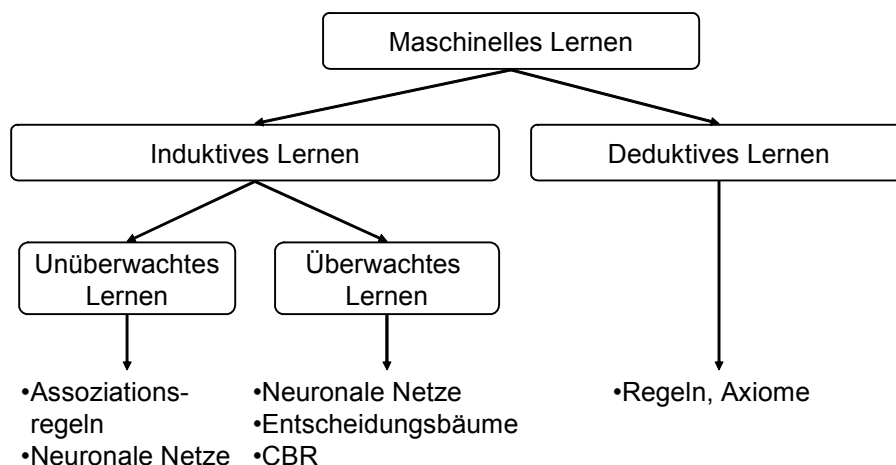 Maschinelles Lernen
Induktives Lernen
Deduktives Lernen
Unüberwachtes
Lernen
Überwachtes
Lernen
•Assoziations-
regeln
•Neuronale Netze
•Neuronale Netze
•Entscheidungsbäume
•CBR
•Regeln, Axiome